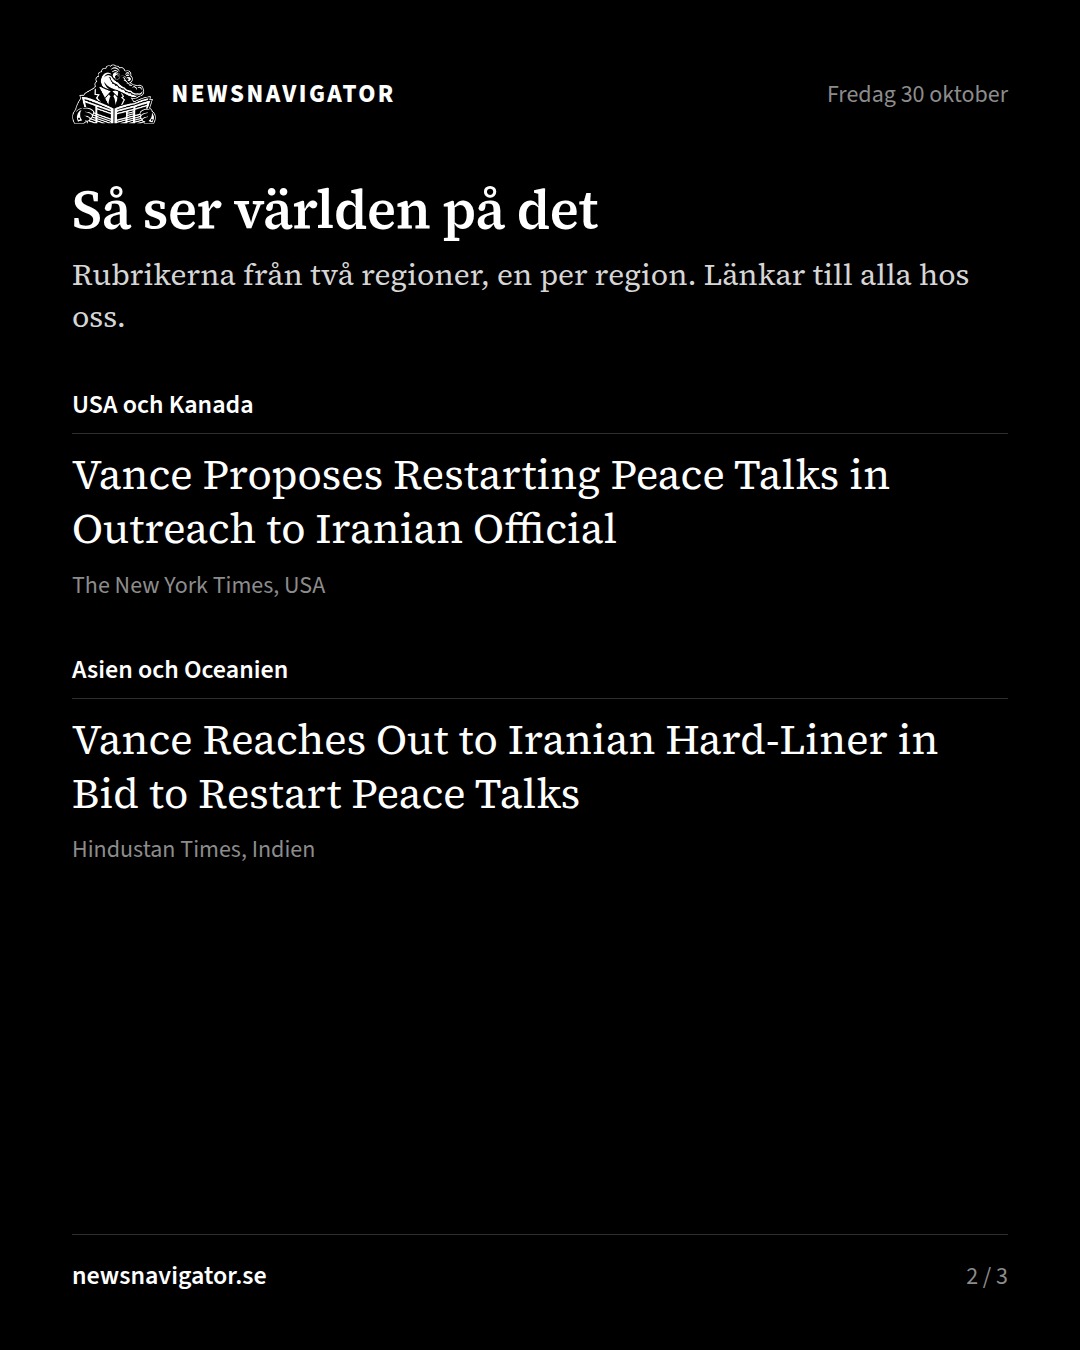 NEWSNAVIGATOR
Fredag 30 oktober
Så ser världen på det
Rubrikerna från två regioner, en per region. Länkar till alla hos
oss.
USA och Kanada
Vance Proposes Restarting Peace Talks in
Outreach to Iranian Official
The New York Times, USA
Asien och Oceanien
Vance Reaches Out to Iranian Hard-Liner in
Bid to Restart Peace Talks
Hindustan Times, Indien
newsnavigator.se
2 / 3